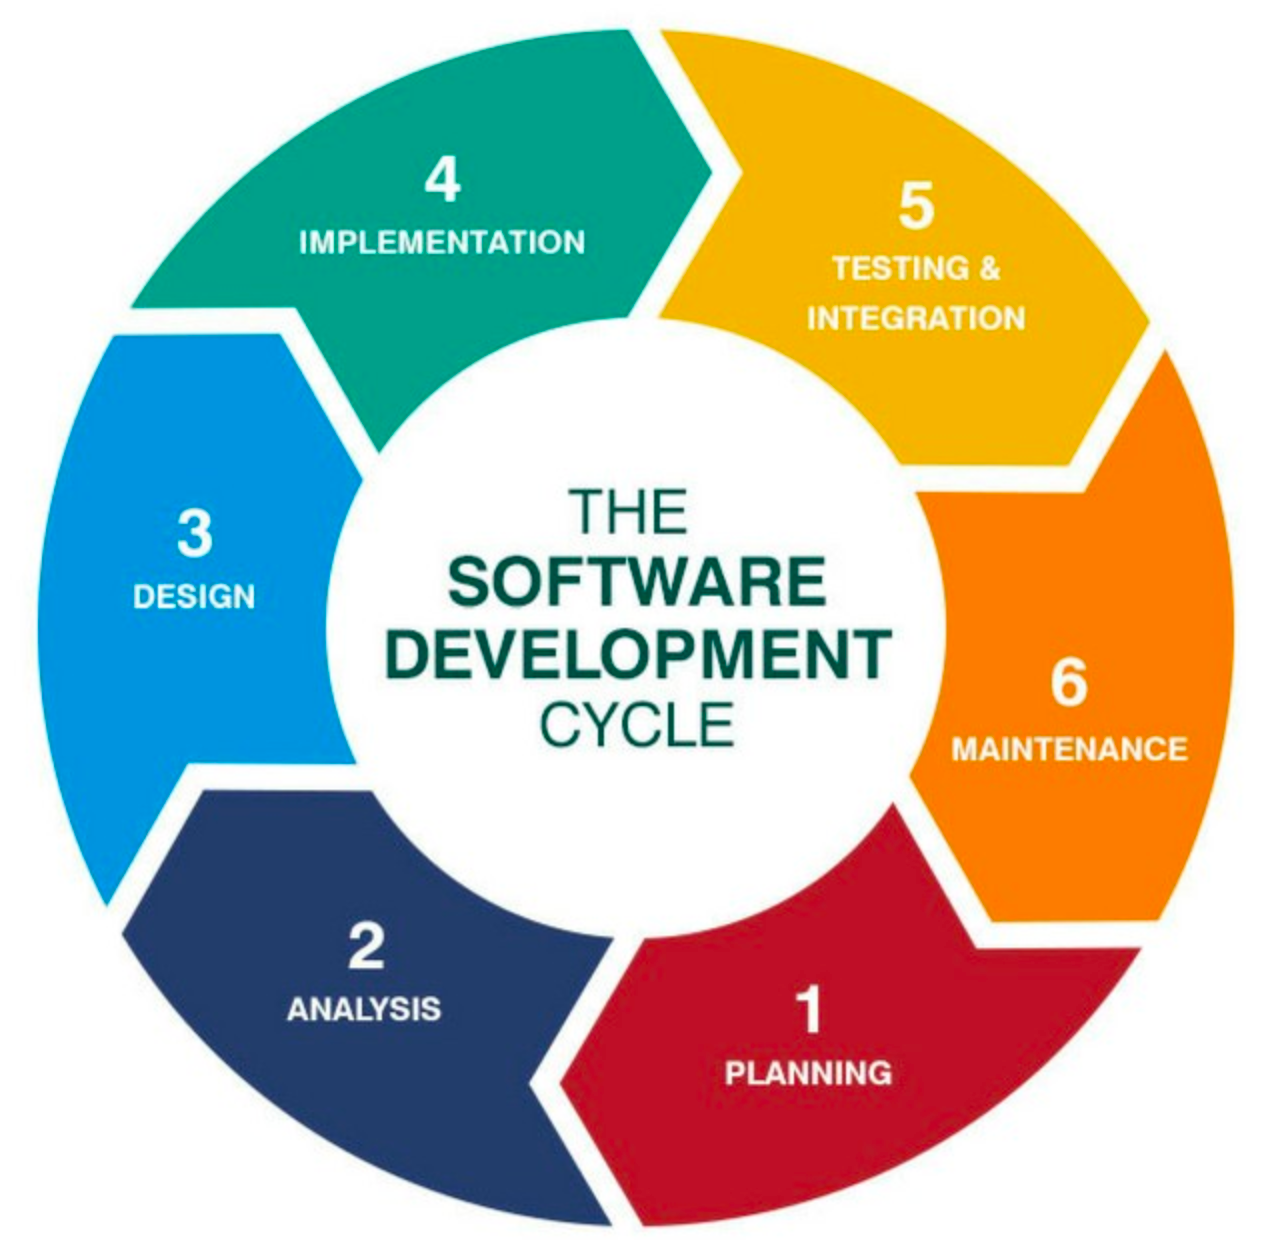 THE
SOFTWARE
DEVELOPMENT
CYCLE
1
PLANNING
2
ANALYSIS
3
DESIGN
4
IMPLEMENTATION
5
TESTING &
INTEGRATION
6
MAINTENANCE